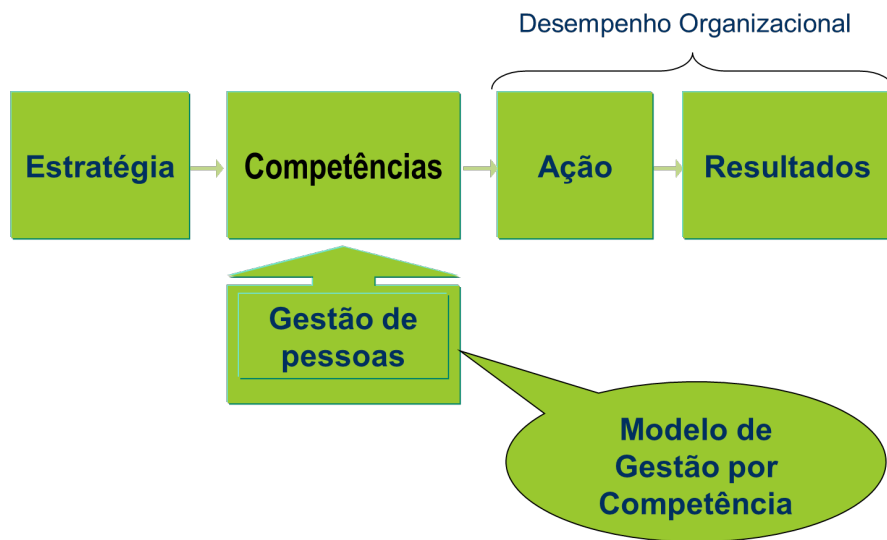 Desempenho Organizacional
Estratégia
Competências
Ação
Resultados
Gestão de
pessoas
Modelo de
Gestão por
Competência